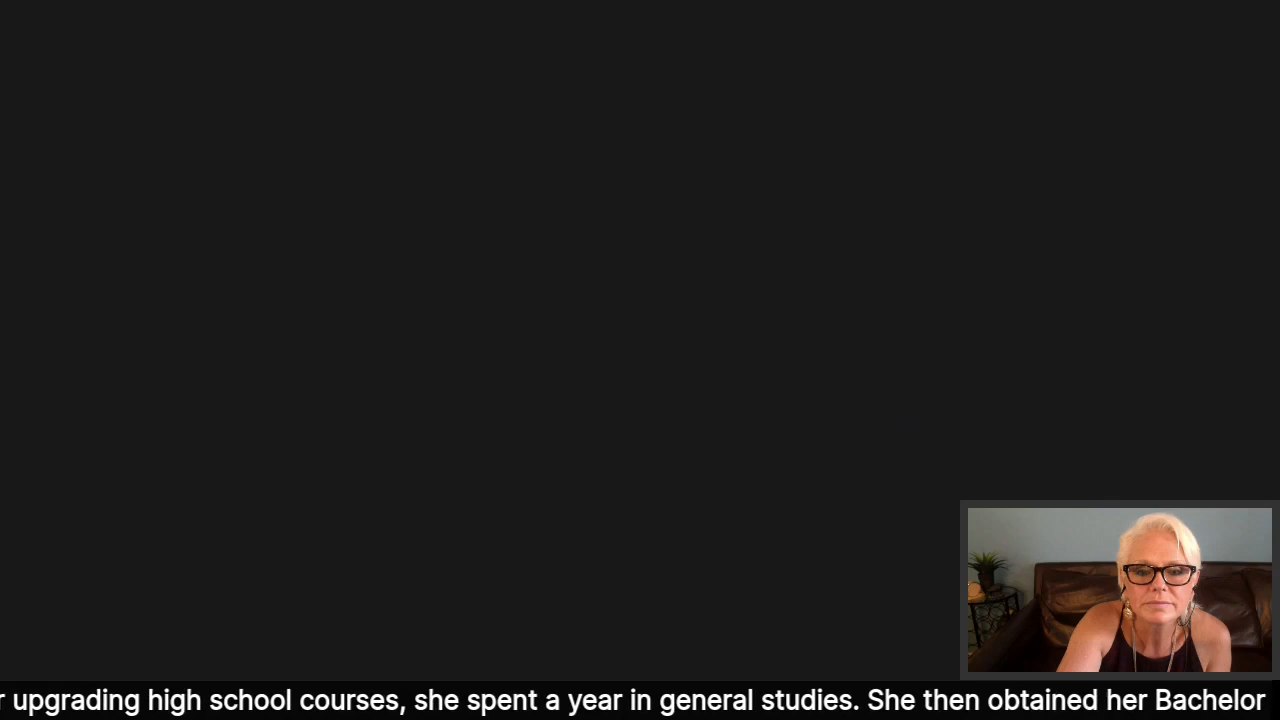 upgrading high school courses, she spent a year in general studies. She then obtained her Bachelor